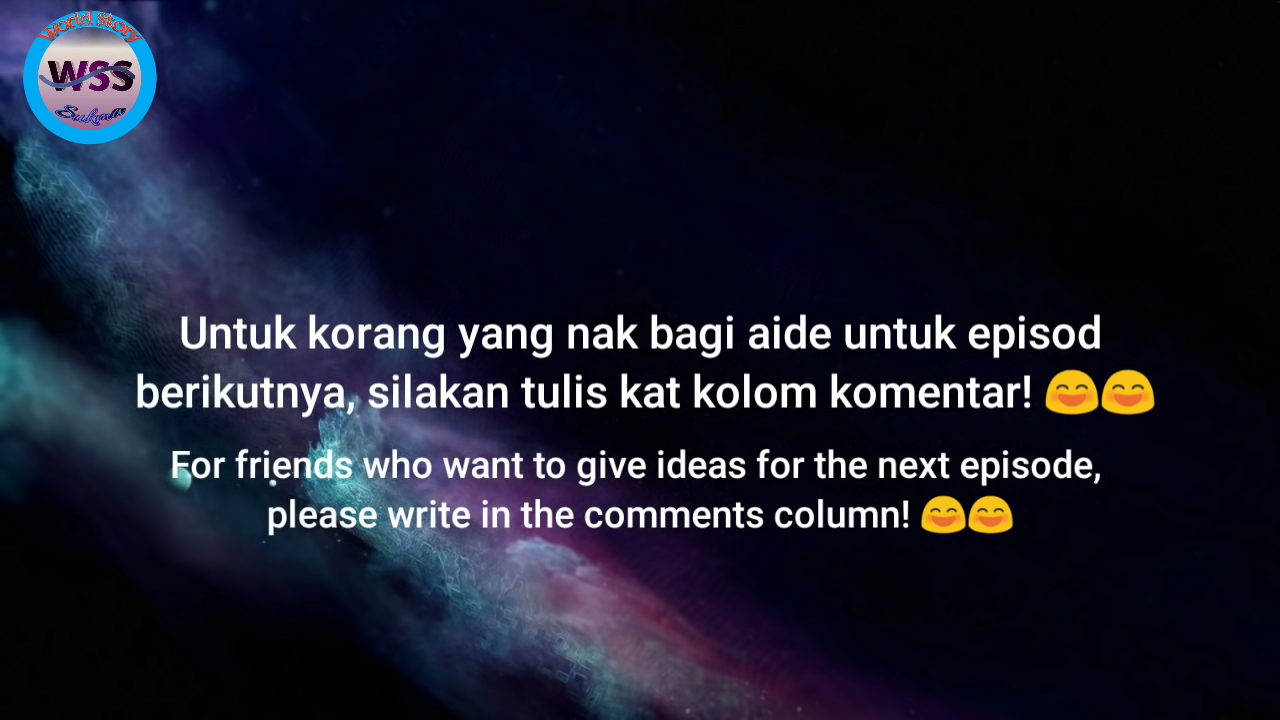 World Story
WSS
Sukma
Untuk korang yang nak bagi aide untuk episod
berikutnya, silakan tulis kat kolom komentar! 😄😄
For friends who want to give ideas for the next episode,
please write in the comments column! 😄😄